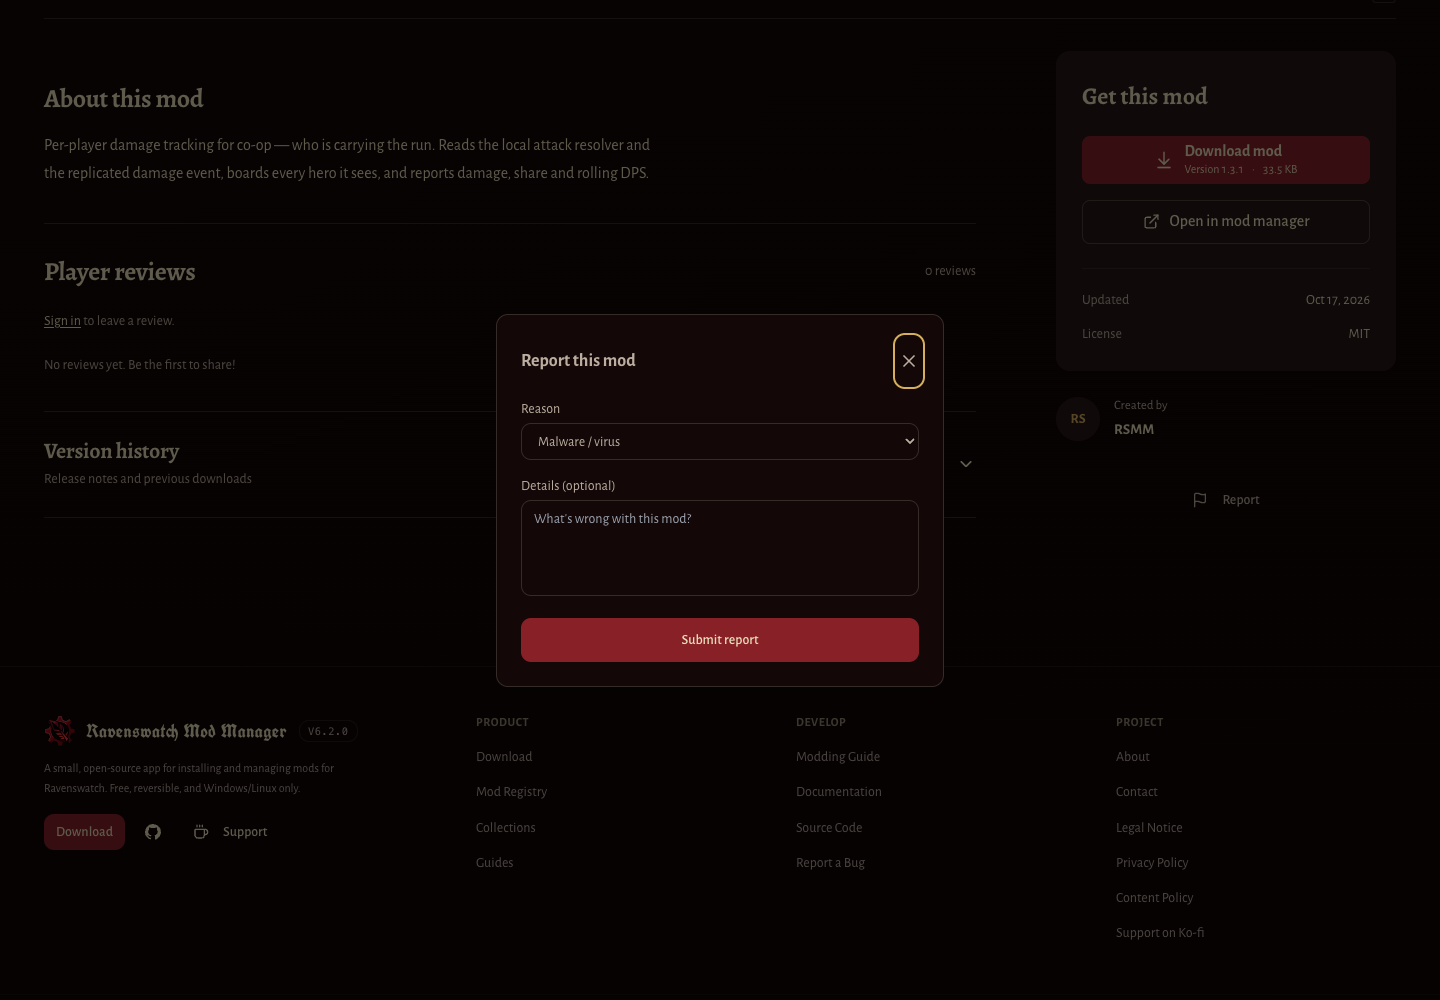 About this mod
Per-player damage tracking for co-op — who is carrying the run. Reads the local attack resolver and
the replicated damage event, boards every hero it sees, and reports damage, share and rolling DPS.
Player reviews
0 reviews
Sign in to leave a review.
No reviews yet. Be the first to share!
Version history
Release notes and previous downloads
Get this mod
Download mod
Version 1.3.1 · 33.5 KB
Open in mod manager
Updated
Oct 17, 2026
License
MIT
RS
Created by
RSMM
Report
Report this mod
Reason
Malware / virus
Details (optional)
What's wrong with this mod?
Submit report
Ravenswatch Mod Manager
V6.2.0
A small, open-source app for installing and managing mods for
Ravenswatch. Free, reversible, and Windows/Linux only.
Download
Support
PRODUCT
Download
Mod Registry
Collections
Guides
DEVELOP
Modding Guide
Documentation
Source Code
Report a Bug
PROJECT
About
Contact
Legal Notice
Privacy Policy
Content Policy
Support on Ko-fi